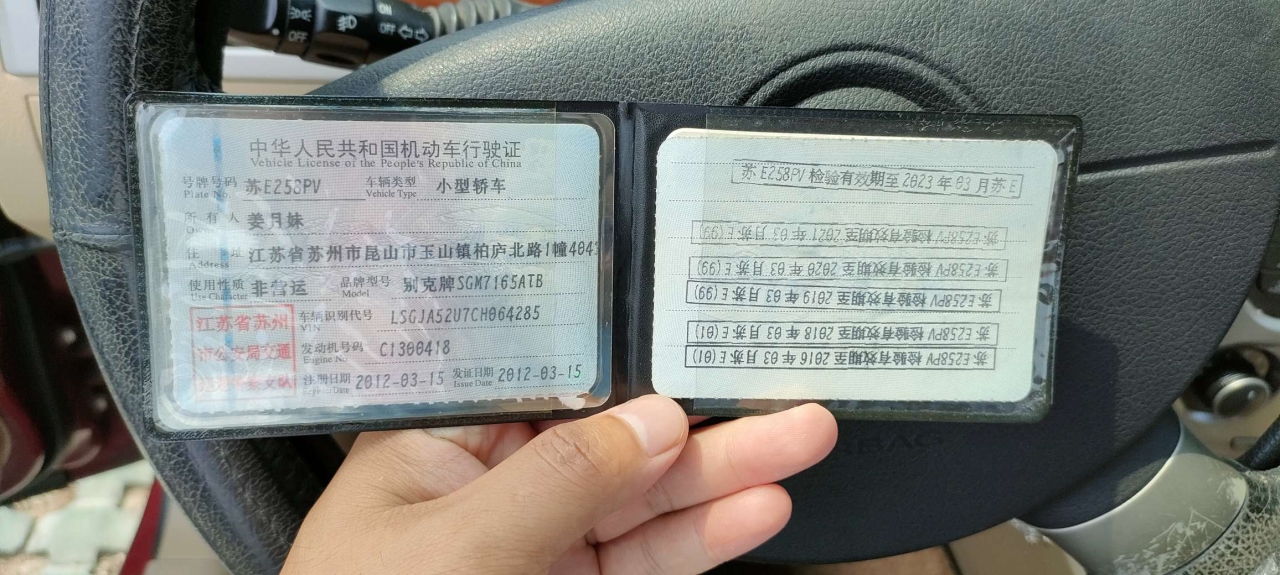 中华人民共和国机动车行驶证
Vehicle License of the People's Republic of China
号牌号码 苏E258PV 车辆类型 小型轿车
Plate No. Vehicle Type
所有人 姜月妹
住 址 江苏省苏州市昆山市玉山镇柏庐北路1幢404
Address
使用性质 非营运 品牌型号 别克牌SGM7165ATB
Use Character Model
江苏省苏州
市公安局交通
车辆识别代号 LSGJA52U7CH064285
VIN
发动机号码 C1300418
Engine No.
注册日期 2012-03-15 发证日期 2012-03-15
Issue Date
苏E258PV 检验有效期至 2023 年 03 月苏E
苏E258PV 检验有效期至 2021 年 03 月苏E(99)
苏E258PV 检验有效期至 2020 年 03 月苏E(99)
苏E258PV 检验有效期至 2019 年 03 月苏E(99)
苏E258PV 检验有效期至 2018 年 03 月苏E(01)
苏E258PV 检验有效期至 2016 年 03 月苏E(01)
OFF